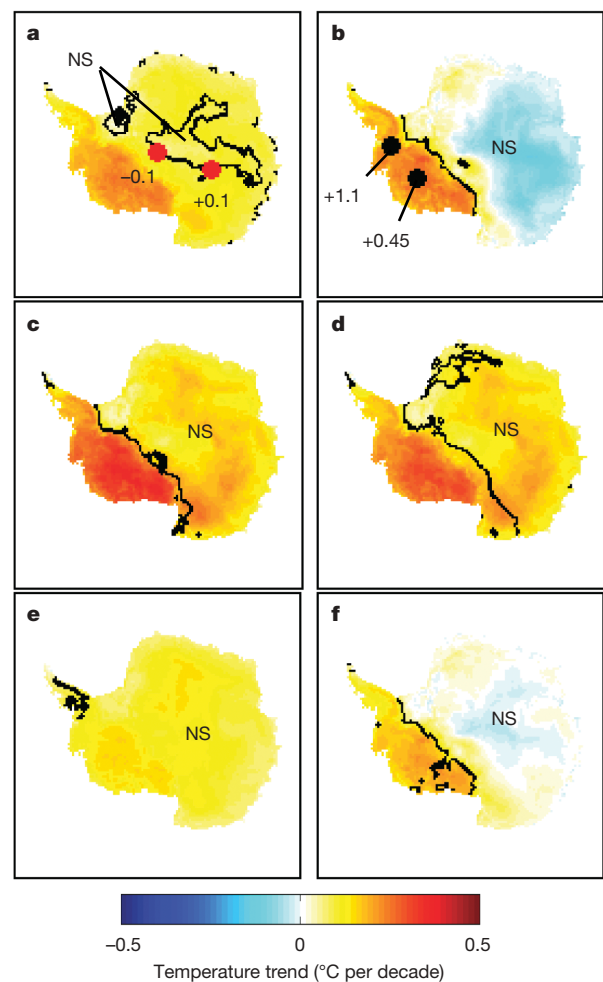 a
NS
−0.1
+0.1
b
NS
+1.1
+0.45
c
NS
d
NS
e
NS
f
NS
−0.5
0
0.5
Temperature trend (°C per decade)